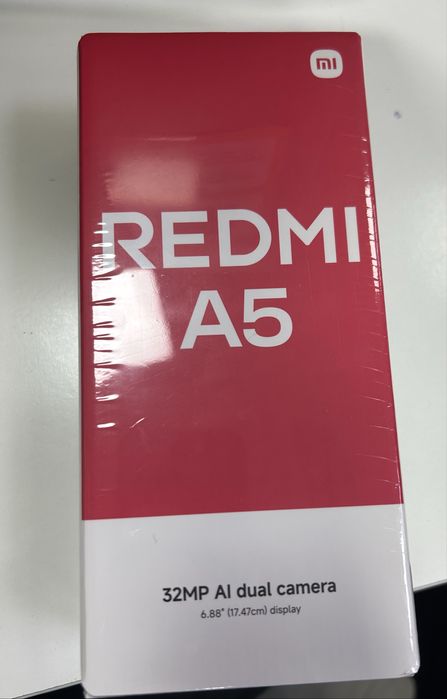 mi
REDMI
A5
32MP AI dual camera
6.88" (17.47cm) display